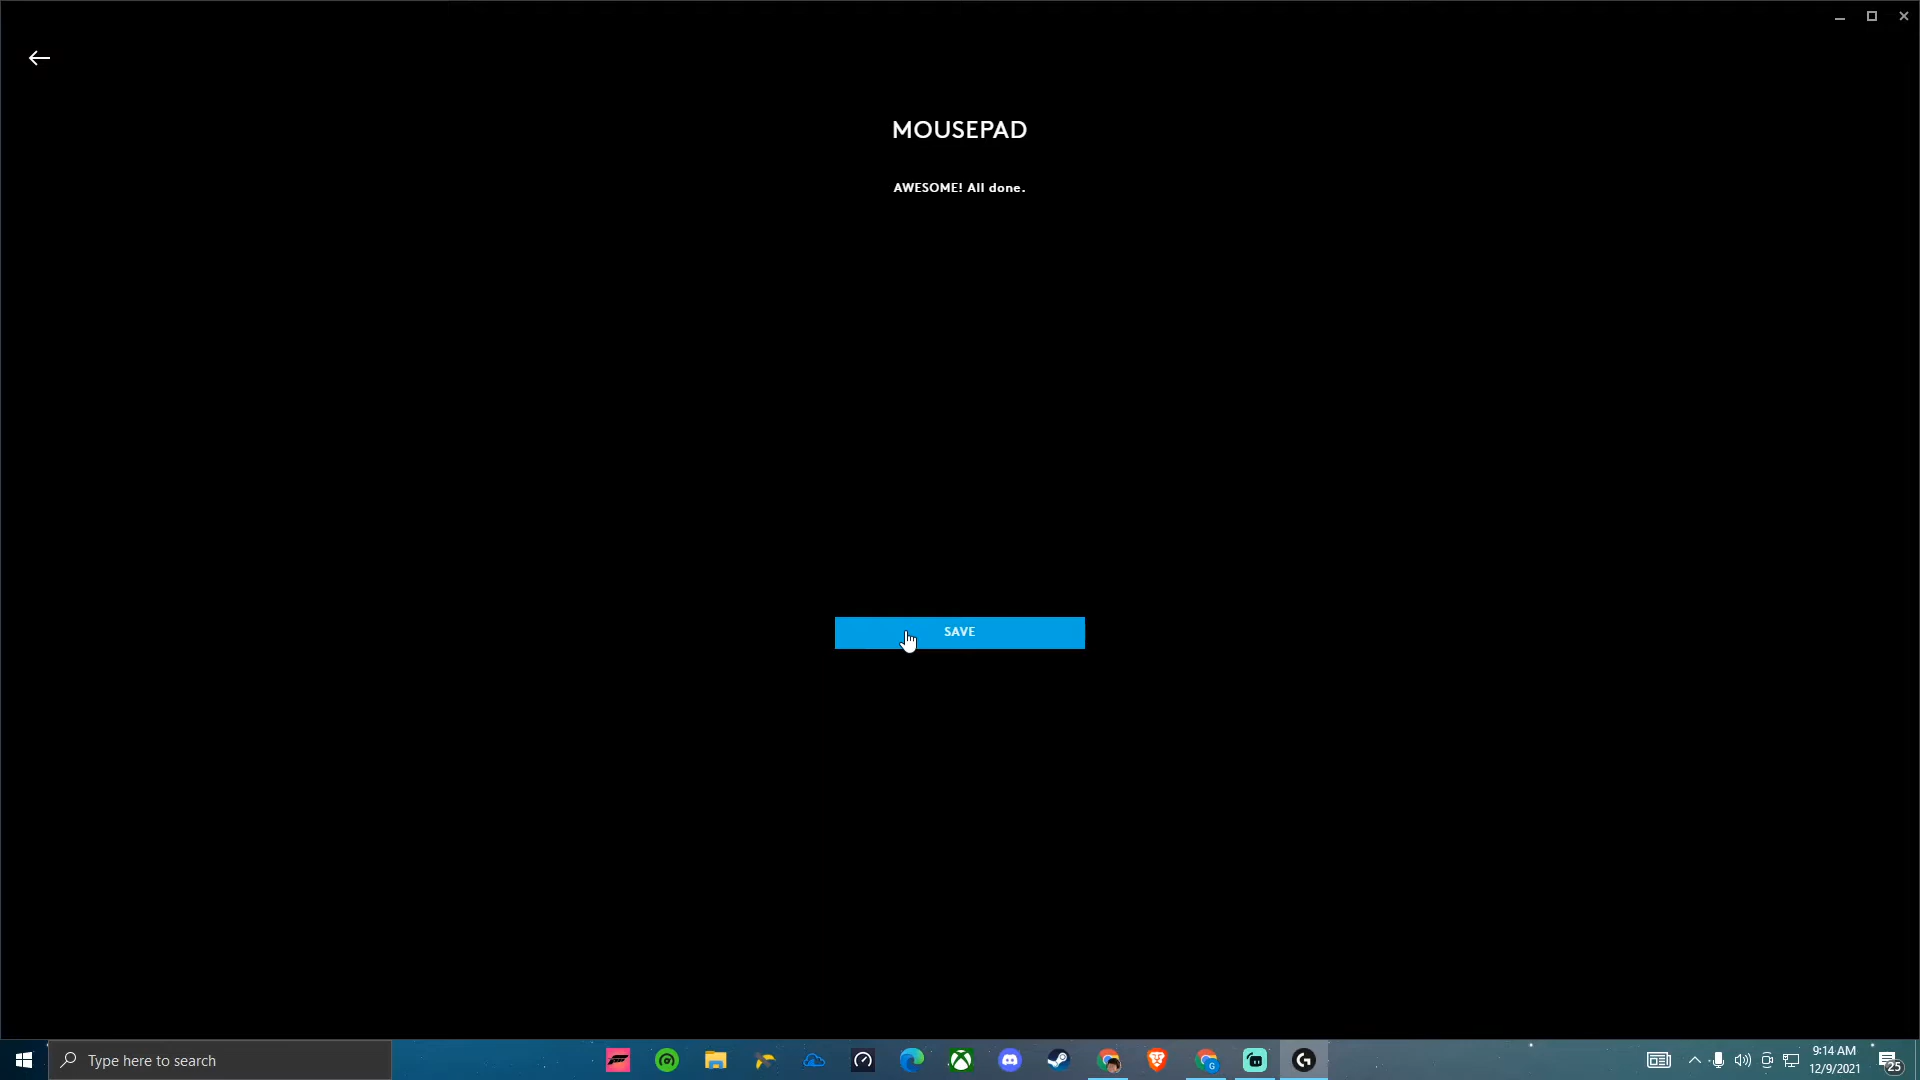 MOUSEPAD
AWESOME! All done.
SAVE
Type here to search
G
9:14 AM
12/9/2021
25